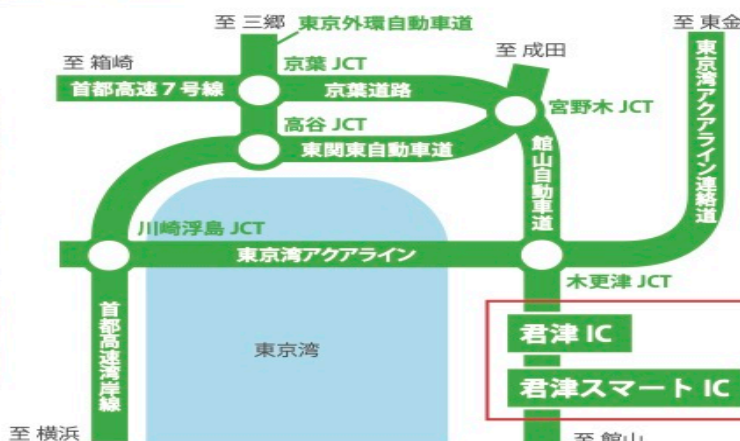 至 三郷
東京外環自動車道
至 東金
至 箱崎
京葉 JCT
至 成田
首都高速７号線
京葉道路
宮野木 JCT
高谷 JCT
東関東自動車道
館山自動車道
東京湾アクアライン連絡道
川崎浮島 JCT
東京湾アクアライン
木更津 JCT
首都高速湾岸線
東京湾
君津 IC
君津スマート IC
至 横浜
至 館山